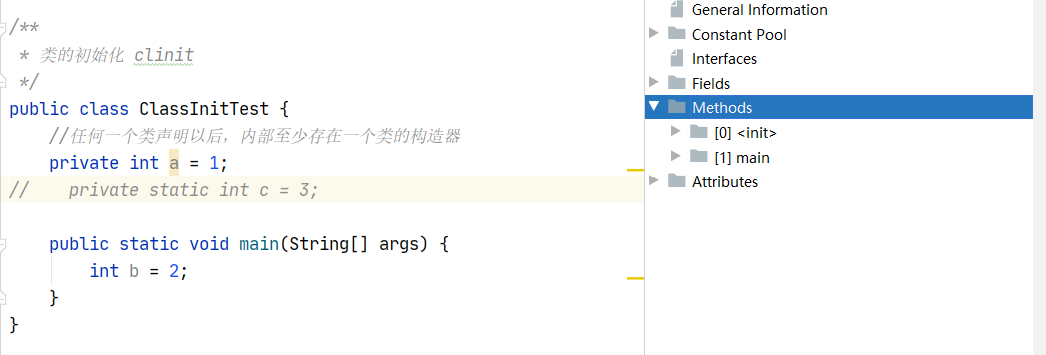 /**
 * 类的初始化 clinit
 */
public class ClassInitTest {
    //任何一个类声明以后，内部至少存在一个类的构造器
    private int a = 1;
//    private static int c = 3;
    public static void main(String[] args) {
        int b = 2;
    }
}
General Information
Constant Pool
Interfaces
Fields
Methods
[0] <init>
[1] main
Attributes